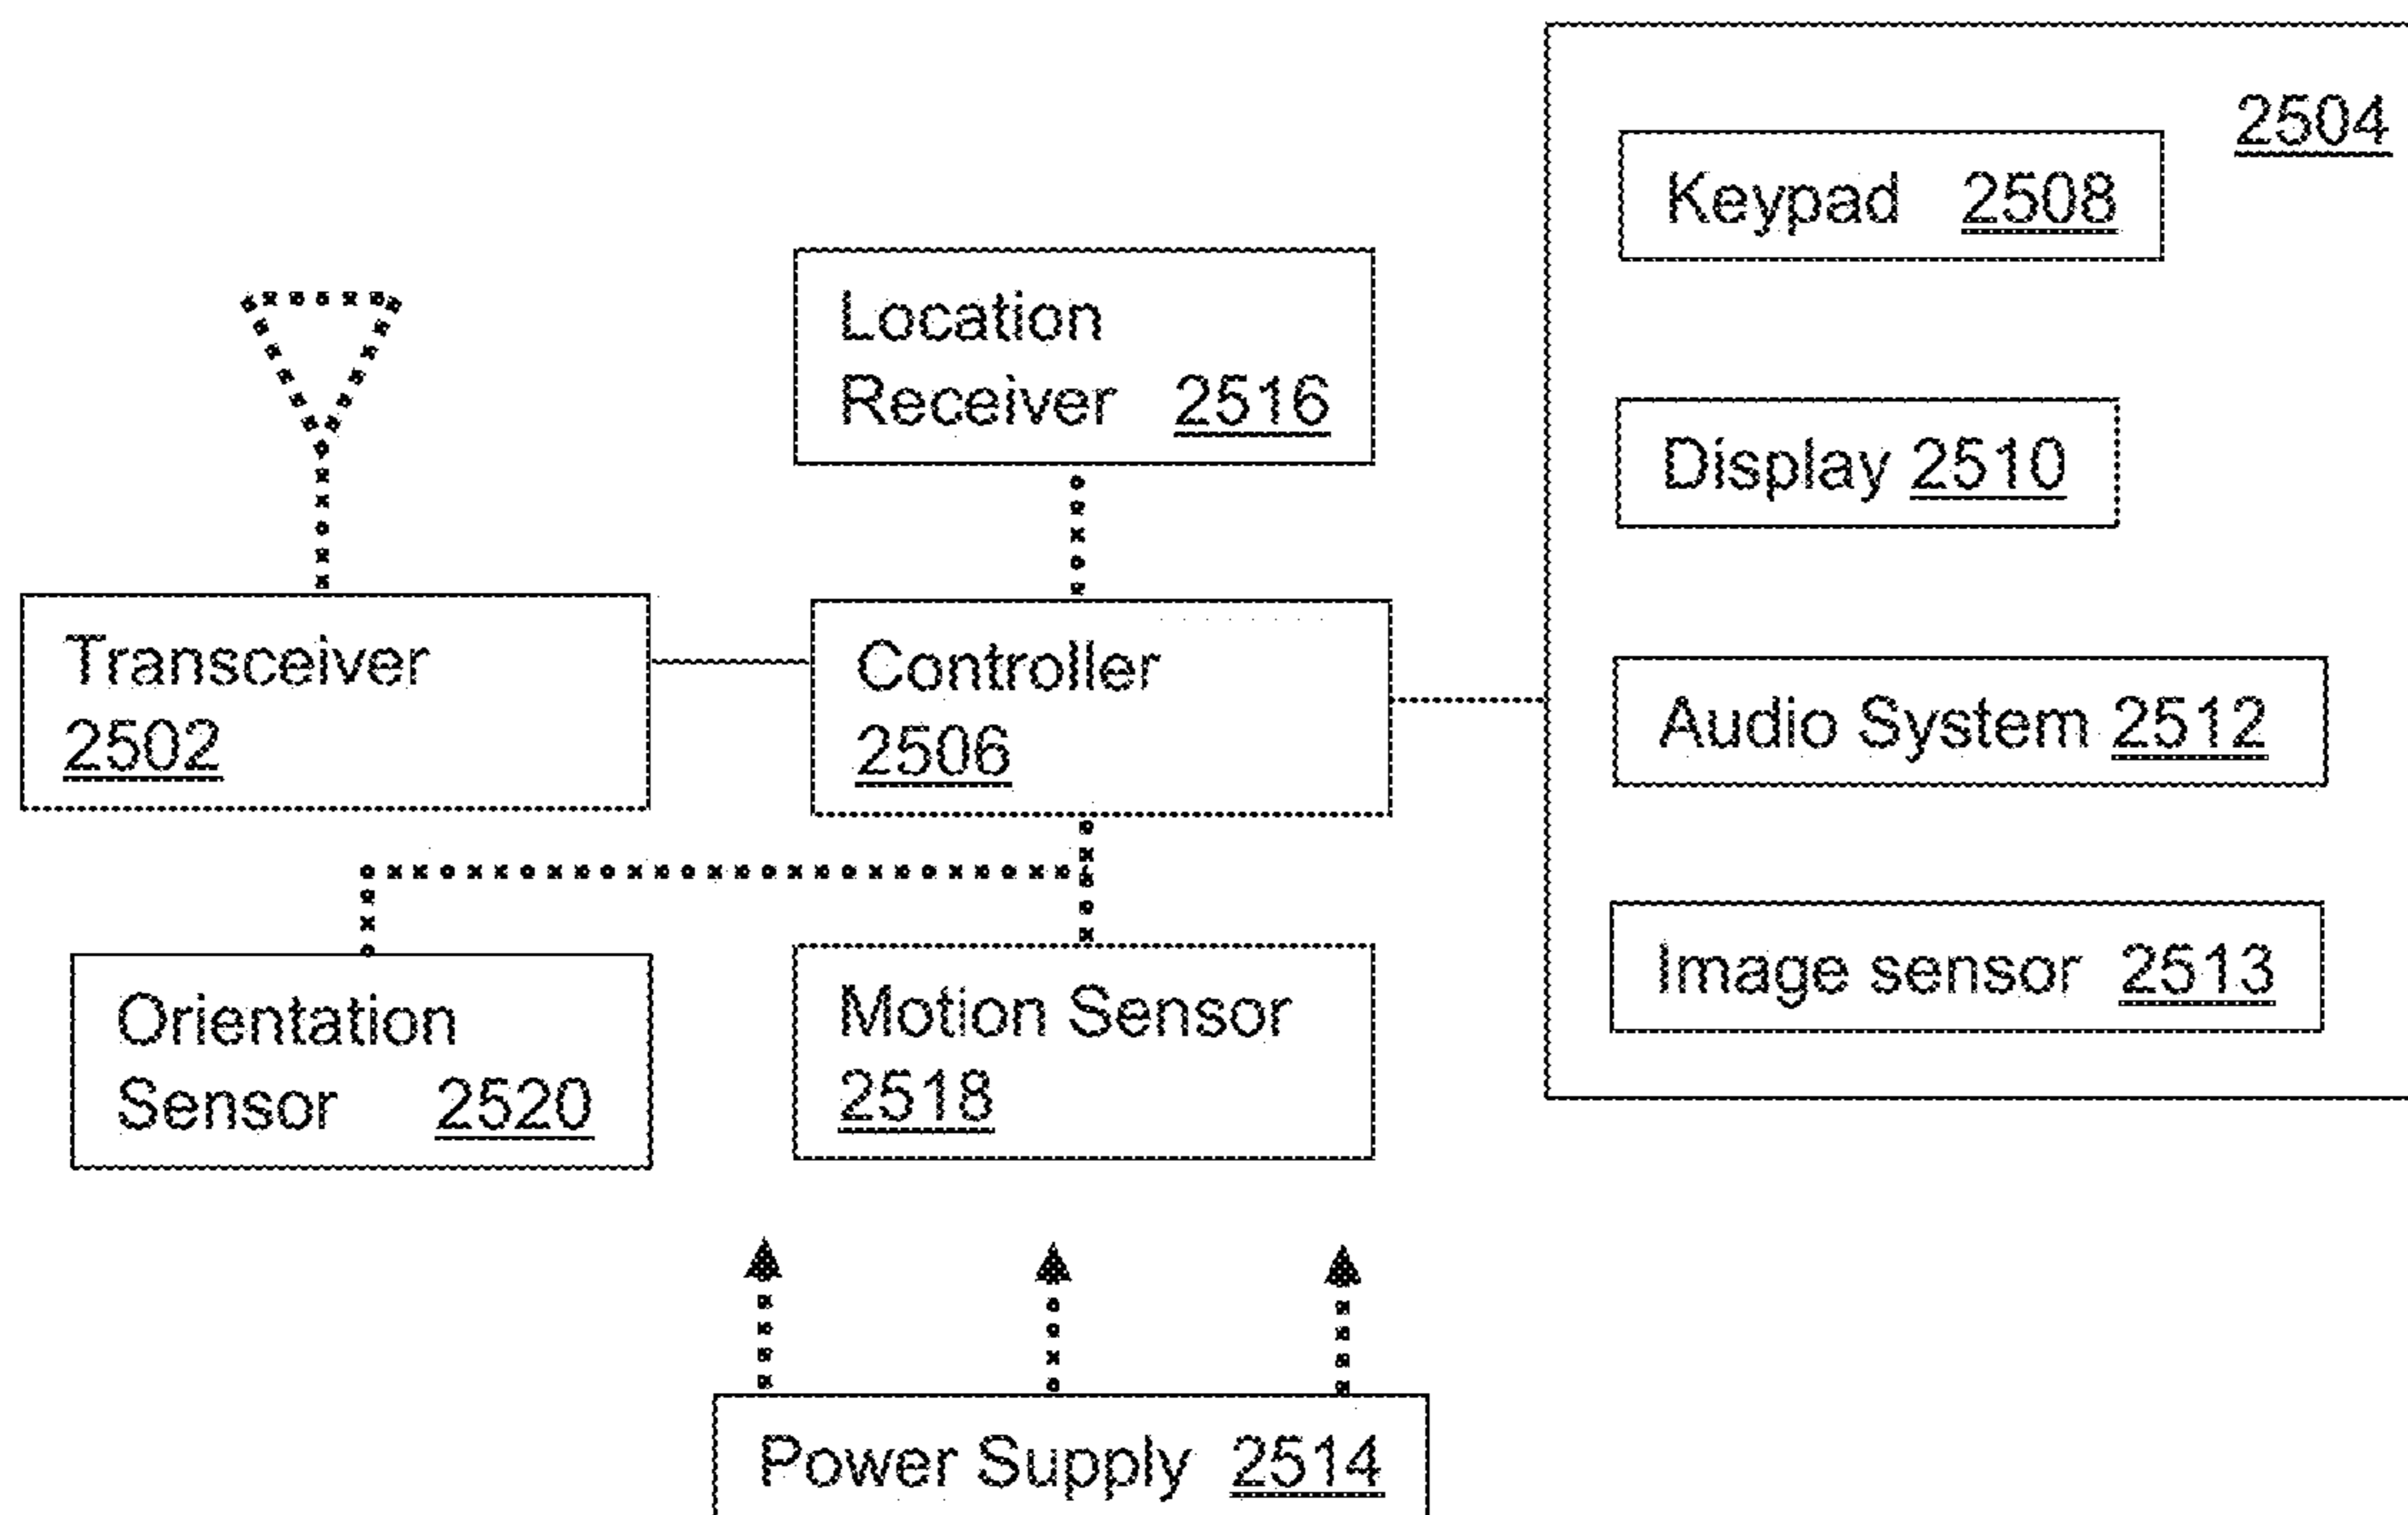 2504
Keypad 2508
Location
Receiver 2516
Display 2510
Transceiver
2502
Controller
2506
Audio System 2512
Image sensor 2513
Orientation
Sensor 2520
Motion Sensor
2518
Power Supply 2514